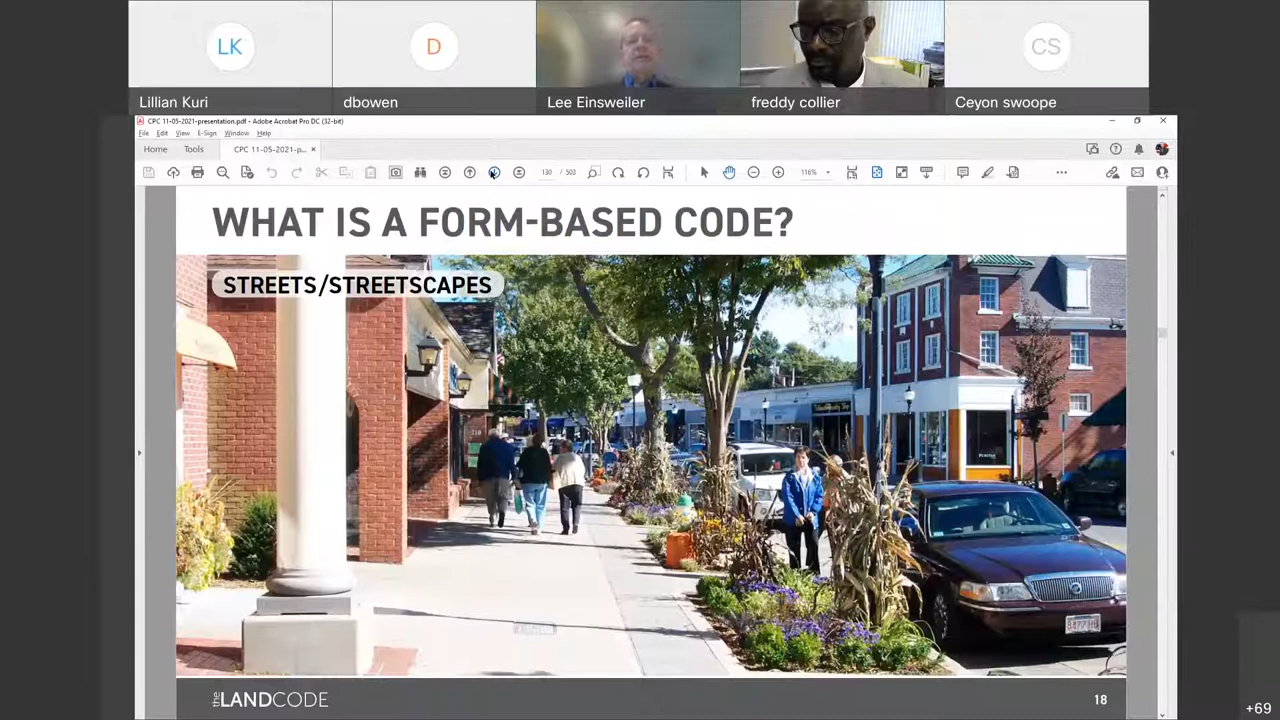 LK
D
CS
Lillian Kuri
dbowen
Lee Einsweiler
freddy collier
Ceyon swoope
CPC 11-05-2021-presentation.pdf - Adobe Acrobat Pro DC (32-bit)
File Edit View E-Sign Window Help
Home Tools CPC 11-05-2021-p... ×
130 / 503
116%
WHAT IS A FORM-BASED CODE?
STREETS/STREETSCAPES
the LANDCODE
18
+69